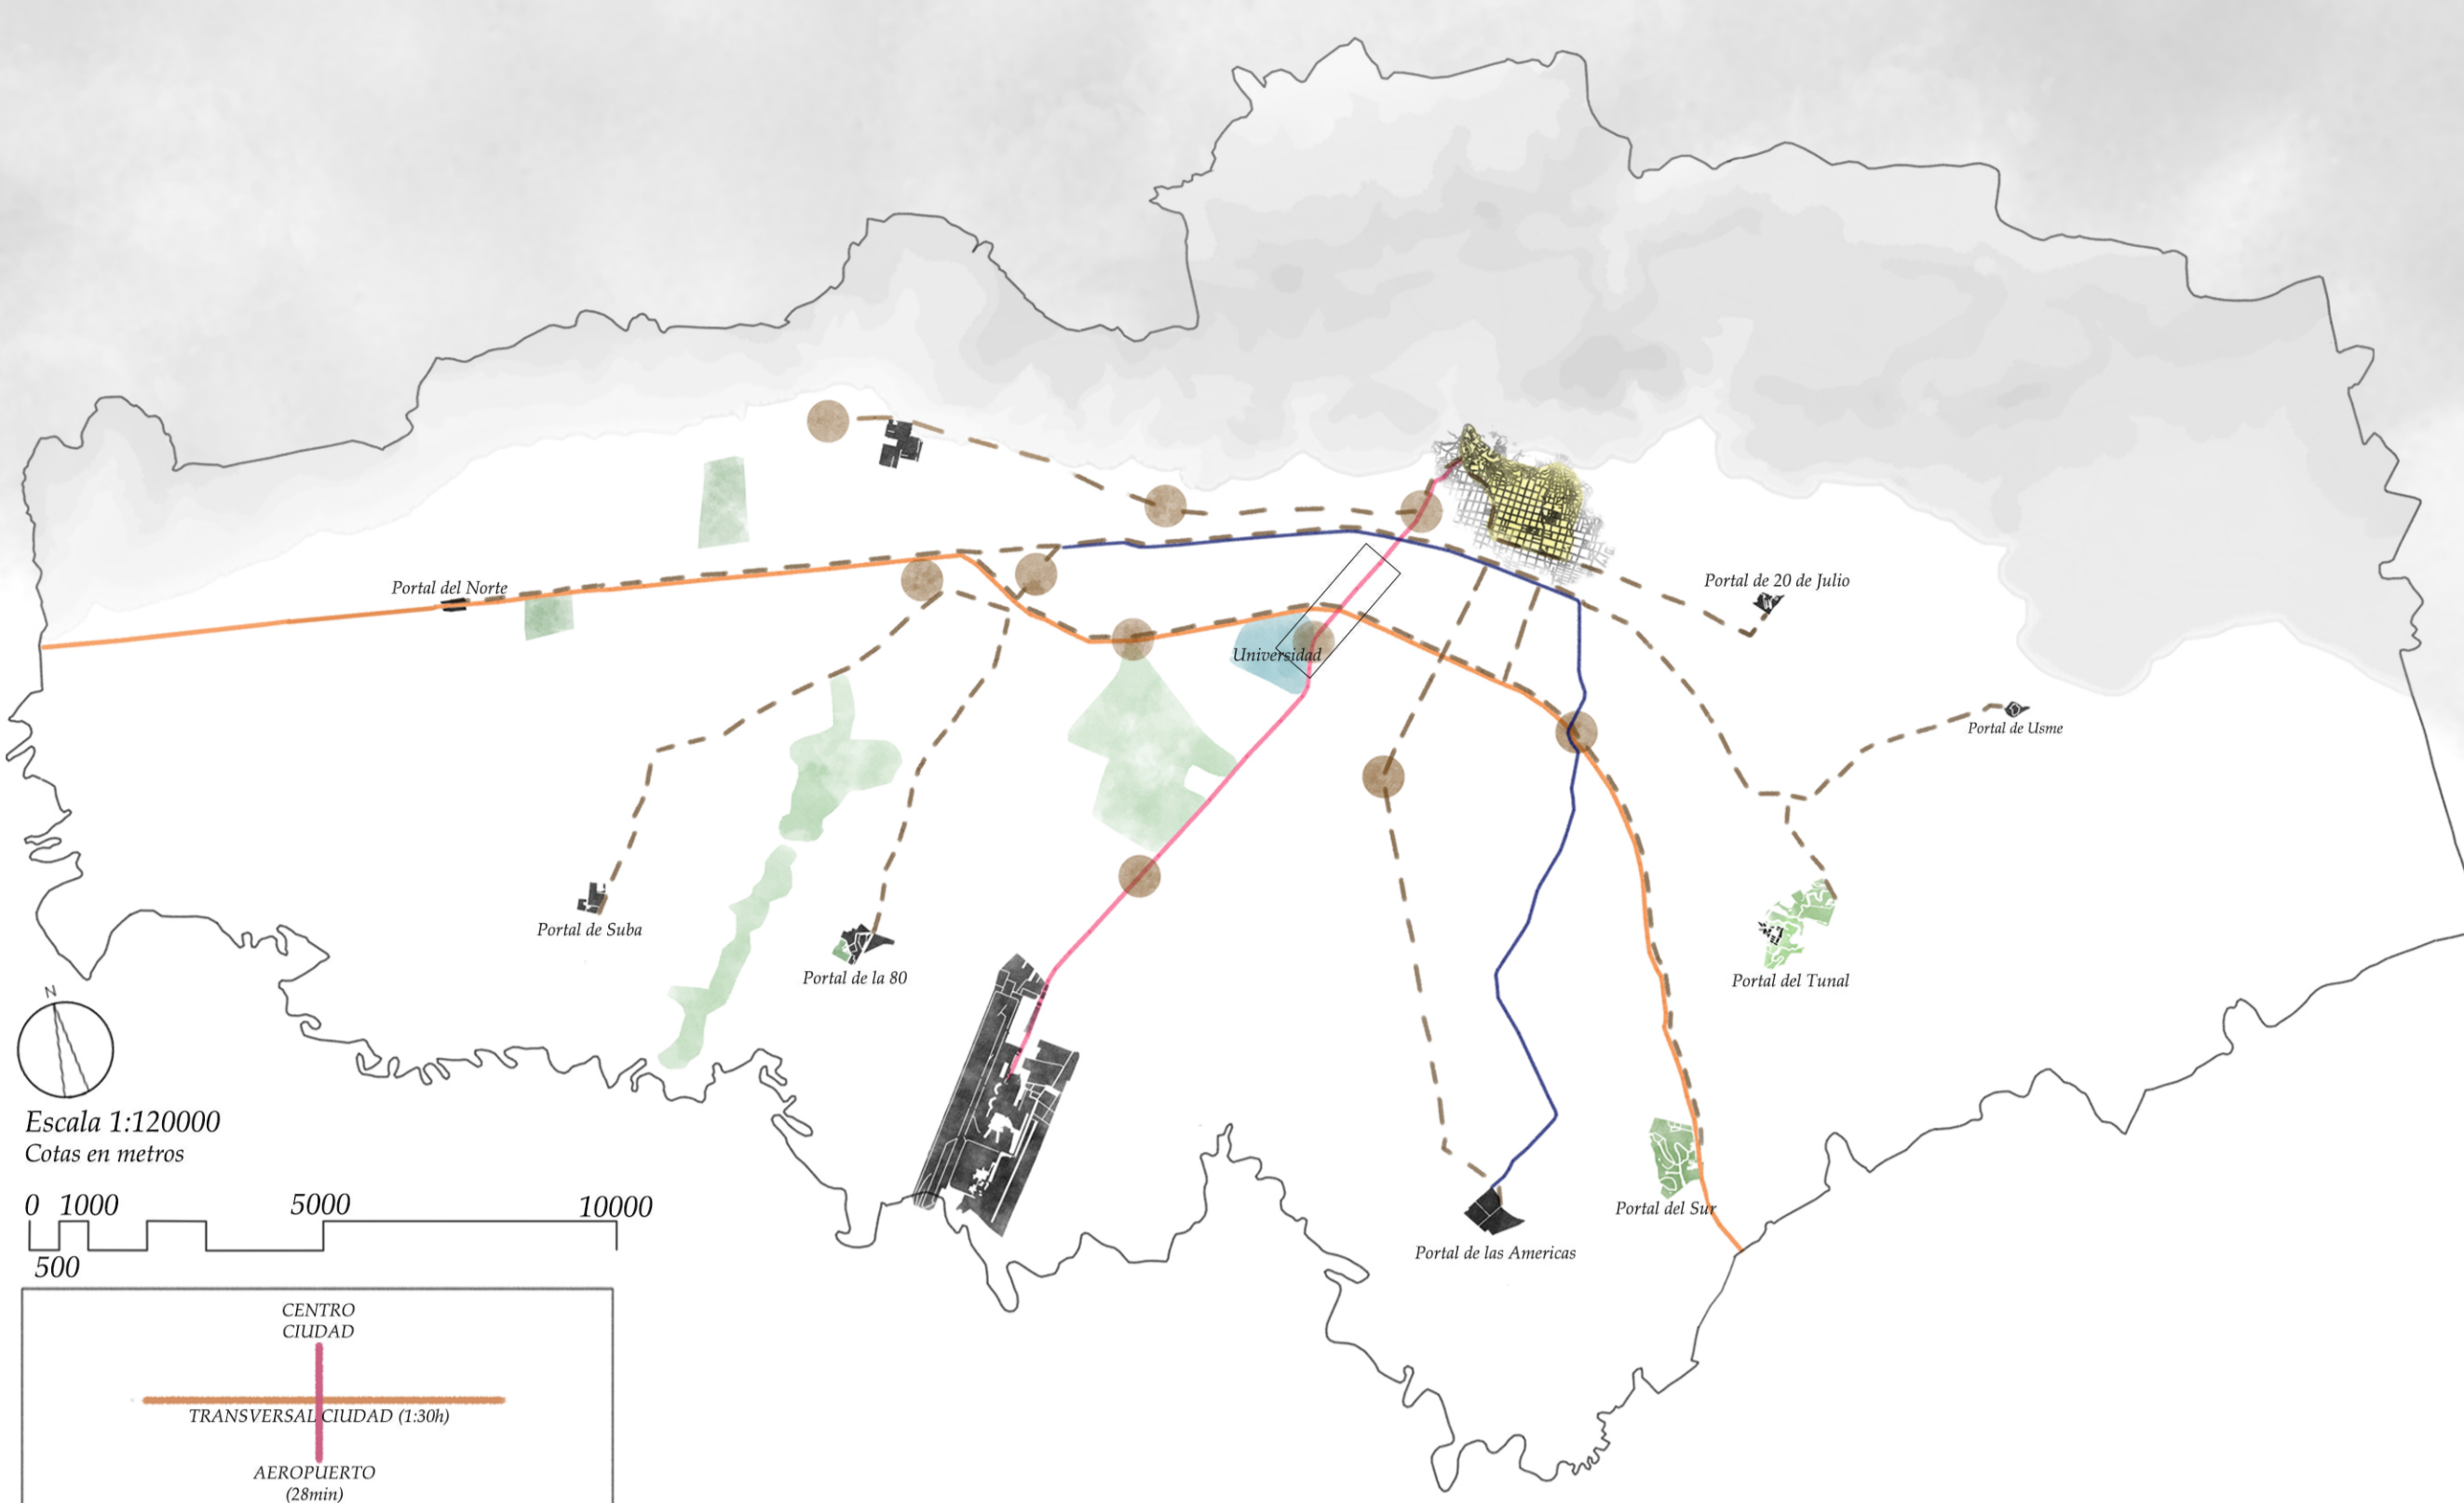 Portal de 20 de Julio
Portal del Norte
Universidad
Portal de Usme
Portal de Suba
Portal de la 80
Portal del Tunal
N
Escala 1:120000
Cotas en metros
0 1000 5000 10000
500
Portal del Sur
Portal de las Americas
CENTRO
CIUDAD
TRANSVERSAL CIUDAD (1:30h)
AEROPUERTO
(28min)